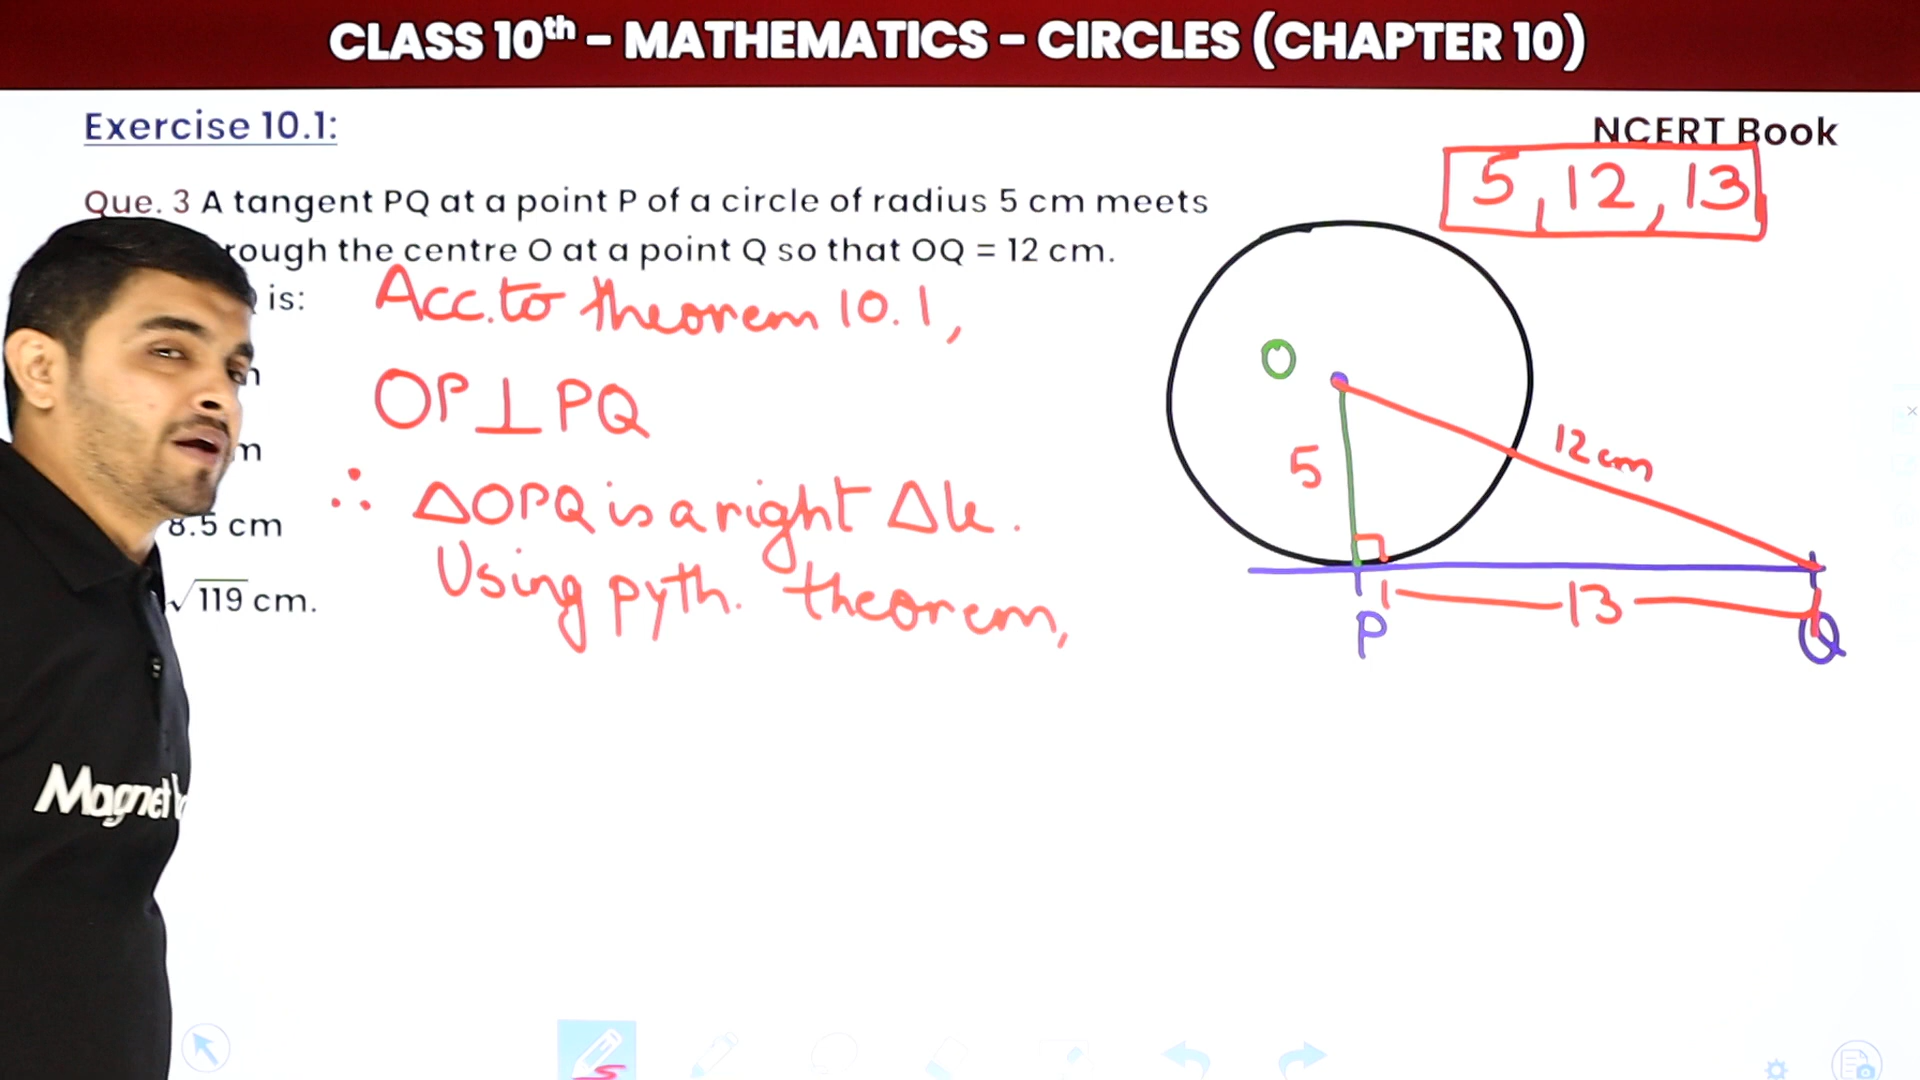 CLASS 10th – MATHEMATICS – CIRCLES (CHAPTER 10)
Exercise 10.1:
NCERT Book
5, 12, 13
Que. 3 A tangent PQ at a point P of a circle of radius 5 cm meets
rough the centre O at a point Q so that OQ = 12 cm.
is:
m
8.5 cm
√119 cm.
Acc. to theorem 10.1,
OP⊥PQ
∴ ΔOPQ is a right Δle.
Using pyth. theorem,
O
5
12 cm
13
P
Q
Magnet